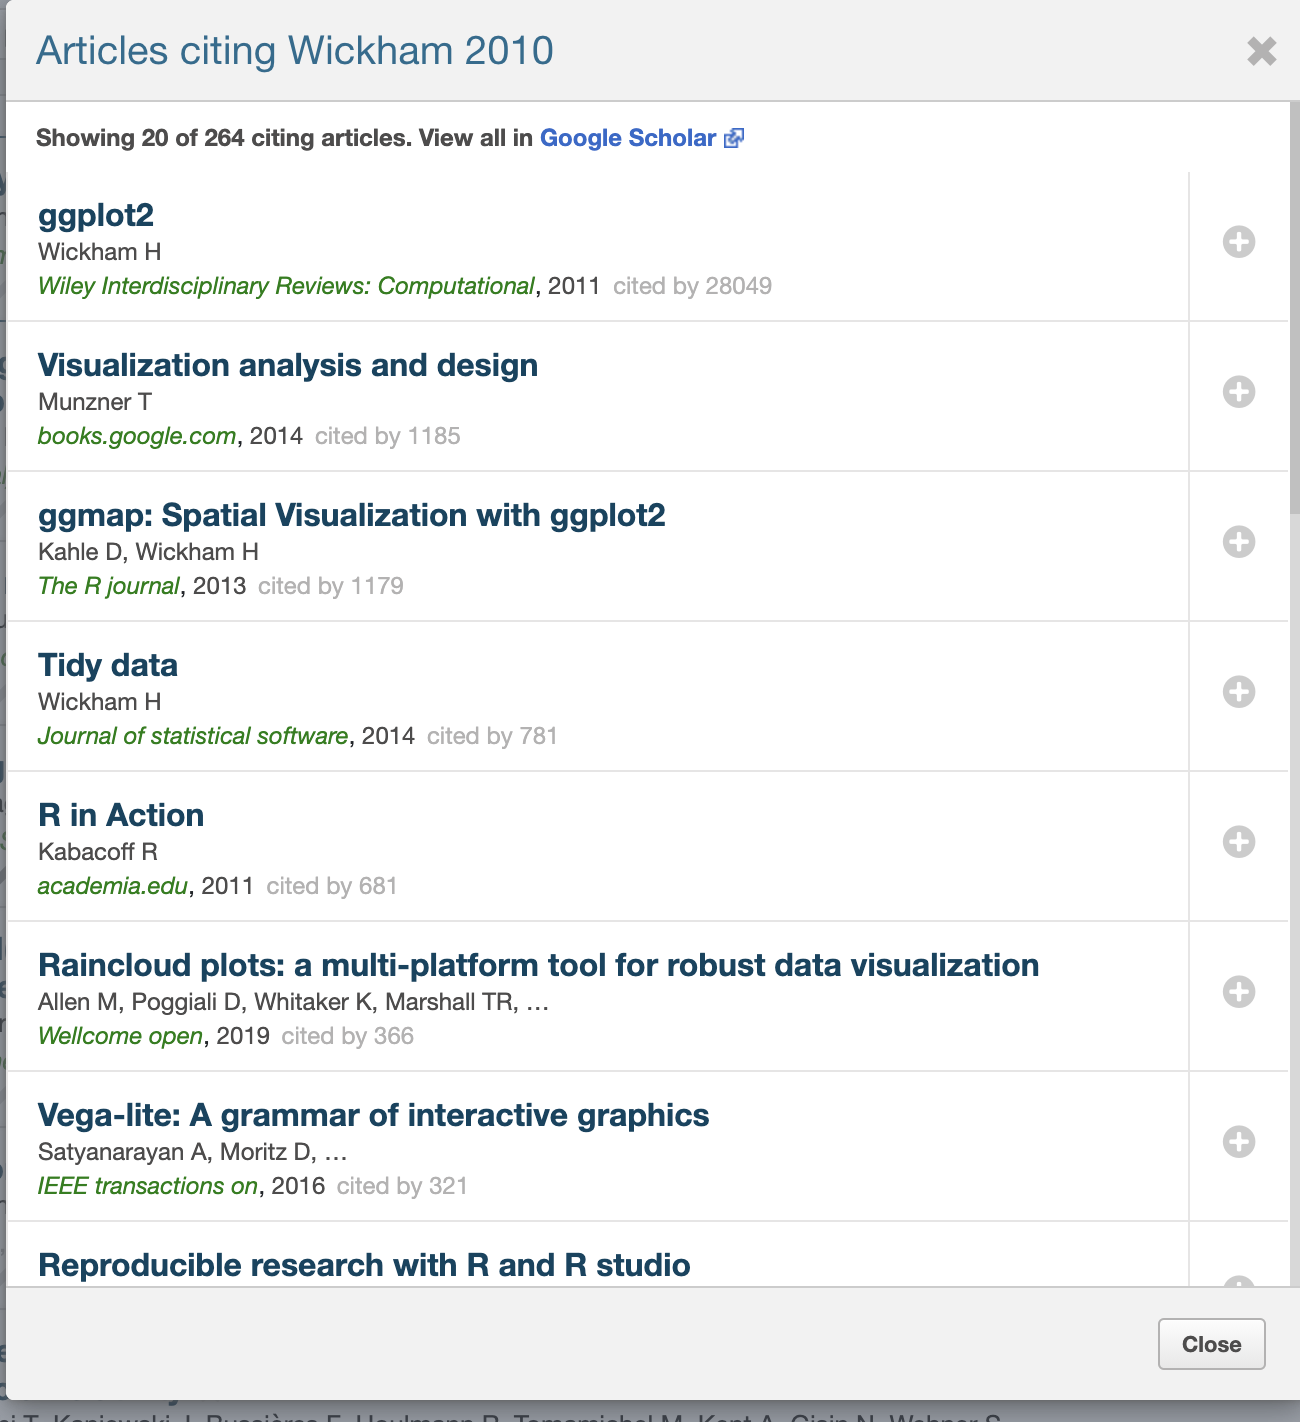 Articles citing Wickham 2010
Showing 20 of 264 citing articles. View all in Google Scholar
ggplot2
Wickham H
Wiley Interdisciplinary Reviews: Computational, 2011 cited by 28049
Visualization analysis and design
Munzner T
books.google.com, 2014 cited by 1185
ggmap: Spatial Visualization with ggplot2
Kahle D, Wickham H
The R journal, 2013 cited by 1179
Tidy data
Wickham H
Journal of statistical software, 2014 cited by 781
R in Action
Kabacoff R
academia.edu, 2011 cited by 681
Raincloud plots: a multi-platform tool for robust data visualization
Allen M, Poggiali D, Whitaker K, Marshall TR, …
Wellcome open, 2019 cited by 366
Vega-lite: A grammar of interactive graphics
Satyanarayan A, Moritz D, …
IEEE transactions on, 2016 cited by 321
Reproducible research with R and R studio
Close